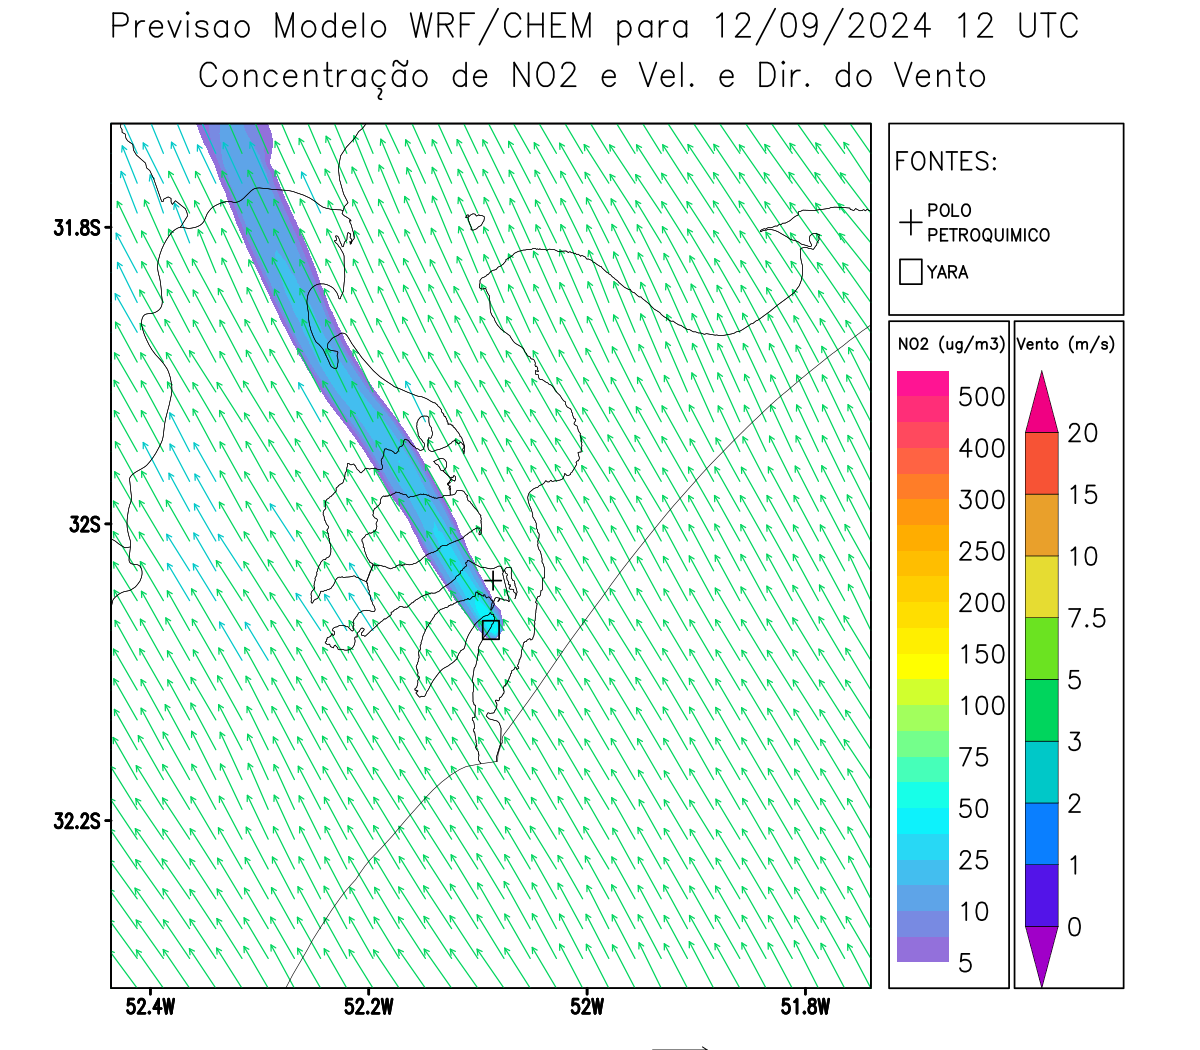 Previsao Modelo WRF/CHEM para 12/09/2024 12 UTC
Concentração de NO2 e Vel. e Dir. do Vento
FONTES:
POLO
PETROQUIMICO
YARA
NO2 (ug/m3)
500
400
300
250
200
150
100
75
50
25
10
5
Vento (m/s)
20
15
10
7.5
5
3
2
1
0
31.8S
32S
32.2S
52.4W 52.2W 52W 51.8W